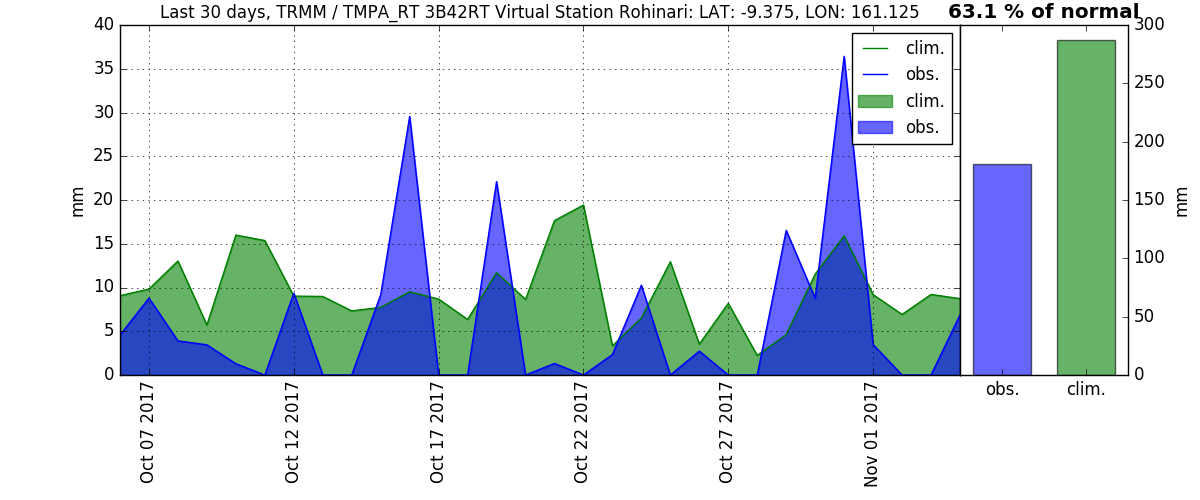 Last 30 days, TRMM / TMPA_RT 3B42RT Virtual Station Rohinari: LAT: -9.375, LON: 161.125
63.1 % of normal
mm
40
35
30
25
20
15
10
5
0
clim.
obs.
clim.
obs.
Oct 07 2017
Oct 12 2017
Oct 17 2017
Oct 22 2017
Oct 27 2017
Nov 01 2017
300
250
200
150
100
50
0
mm
obs.
clim.